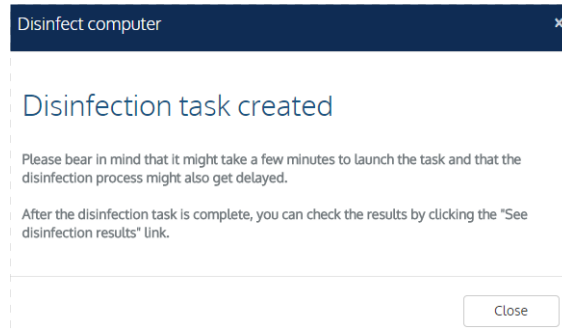 Disinfect computer x
Disinfection task created
Please bear in mind that it might take a few minutes to launch the task and that the
disinfection process might also get delayed.
After the disinfection task is complete, you can check the results by clicking the "See
disinfection results" link.
Close